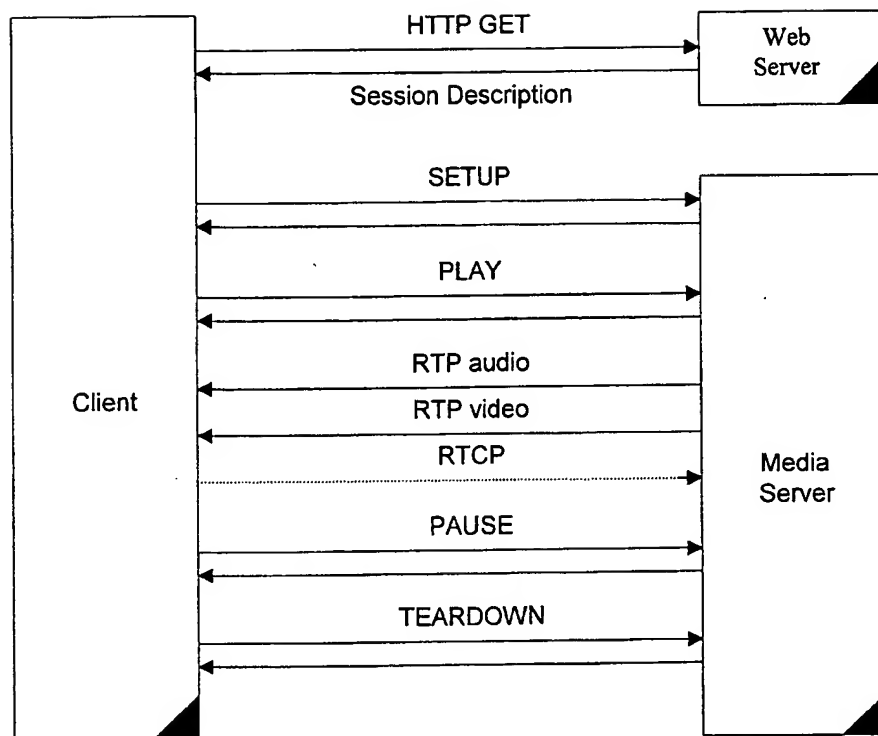 HTTP GET
Web
Server
Session Description
SETUP
PLAY
RTP audio
Client
RTP video
RTCP
Media
Server
PAUSE
TEARDOWN